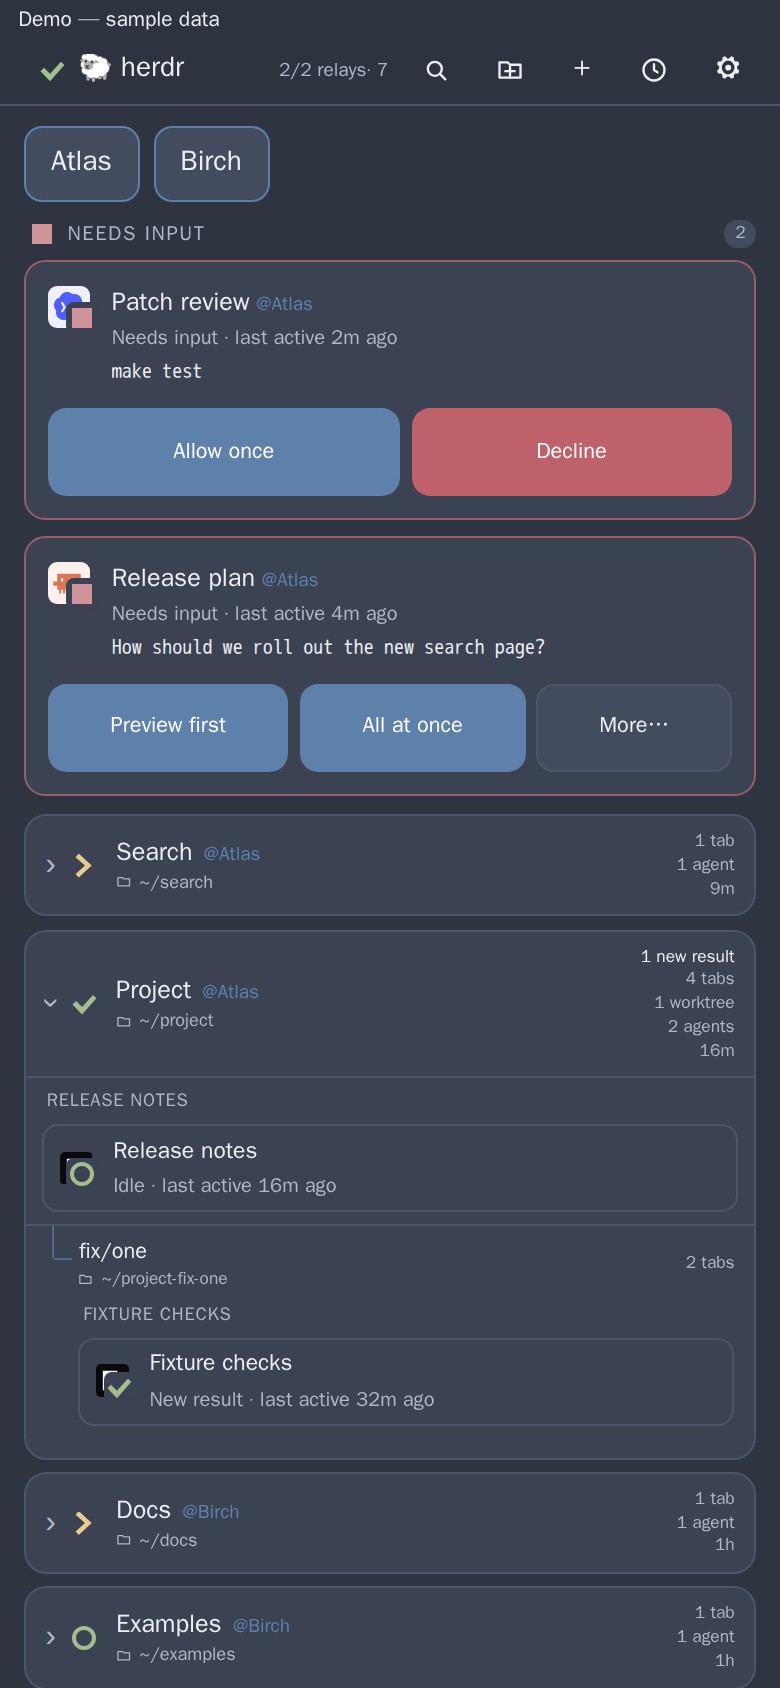 Demo — sample data
herdr
2/2 relays· 7
+
Atlas
Birch
NEEDS INPUT
2
Patch review @Atlas
Needs input · last active 2m ago
make test
Allow once
Decline
Release plan @Atlas
Needs input · last active 4m ago
How should we roll out the new search page?
Preview first
All at once
More···
Search @Atlas
~/search
1 tab
1 agent
9m
Project @Atlas
~/project
1 new result
4 tabs
1 worktree
2 agents
16m
RELEASE NOTES
Release notes
Idle · last active 16m ago
fix/one
~/project-fix-one
2 tabs
FIXTURE CHECKS
Fixture checks
New result · last active 32m ago
Docs @Birch
~/docs
1 tab
1 agent
1h
Examples @Birch
~/examples
1 tab
1 agent
1h